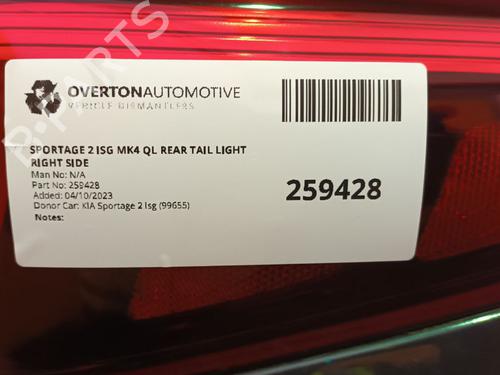 OVERTONAUTOMOTIVE
VEHICLE DISMANTLERS
SPORTAGE 2 ISG MK4 QL REAR TAIL LIGHT
RIGHT SIDE
Man No: N/A
Part No: 259428
Added: 04/10/2023
Donor Car: KIA Sportage 2 Isg (99655)
Notes:
259428
B-PARTS